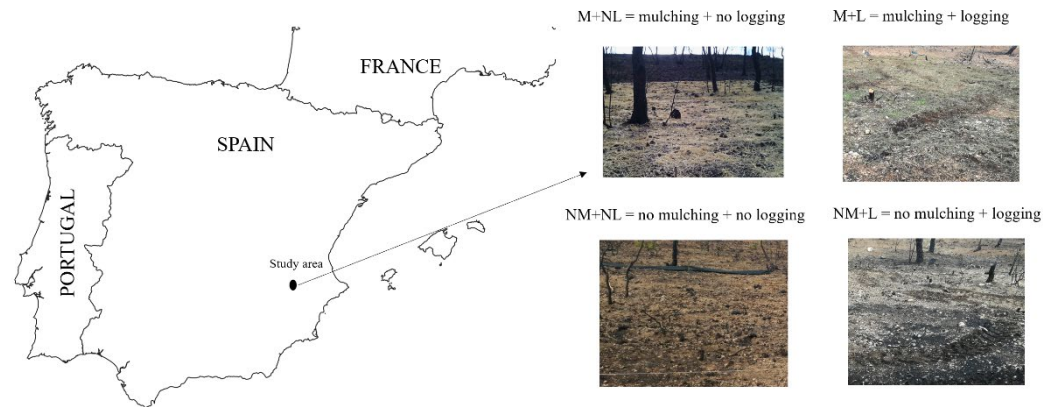 FRANCE
SPAIN
PORTUGAL
Study area
M+NL = mulching + no logging
M+L = mulching + logging
NM+NL = no mulching + no logging
NM+L = no mulching + logging